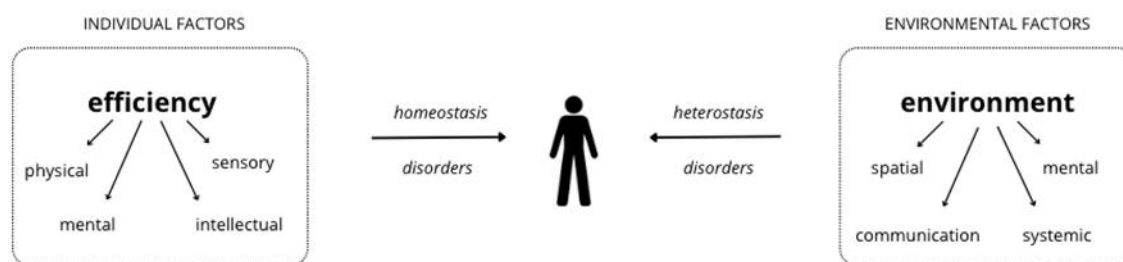 INDIVIDUAL FACTORS
efficiency
physical
sensory
mental
intellectual
homeostasis
disorders
heterostasis
disorders
ENVIRONMENTAL FACTORS
environment
spatial
mental
communication
systemic